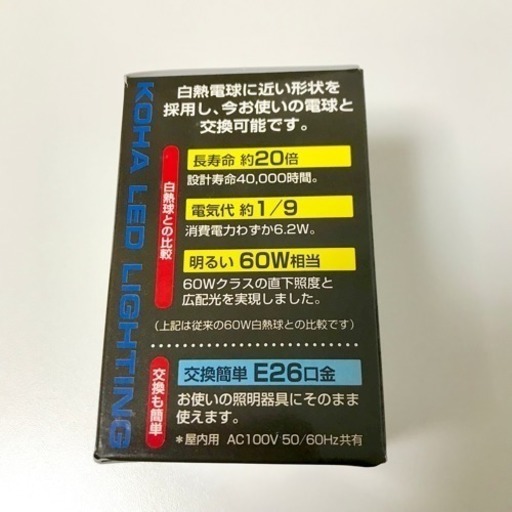 KOHA LED LIGHTING
白熱電球に近い形状を
採用し、今お使いの電球と
交換可能です。
白熱球との比較
長寿命 約20倍
設計寿命40,000時間。
電気代 約1/9
消費電力わずか6.2W。
明るい 60W相当
60Wクラスの直下照度と
広配光を実現しました。
(上記は従来の60W白熱球との比較です)
交換も簡単
交換簡単 E26口金
お使いの照明器具にそのまま
使えます。
*屋内用 AC100V 50/60Hz共有